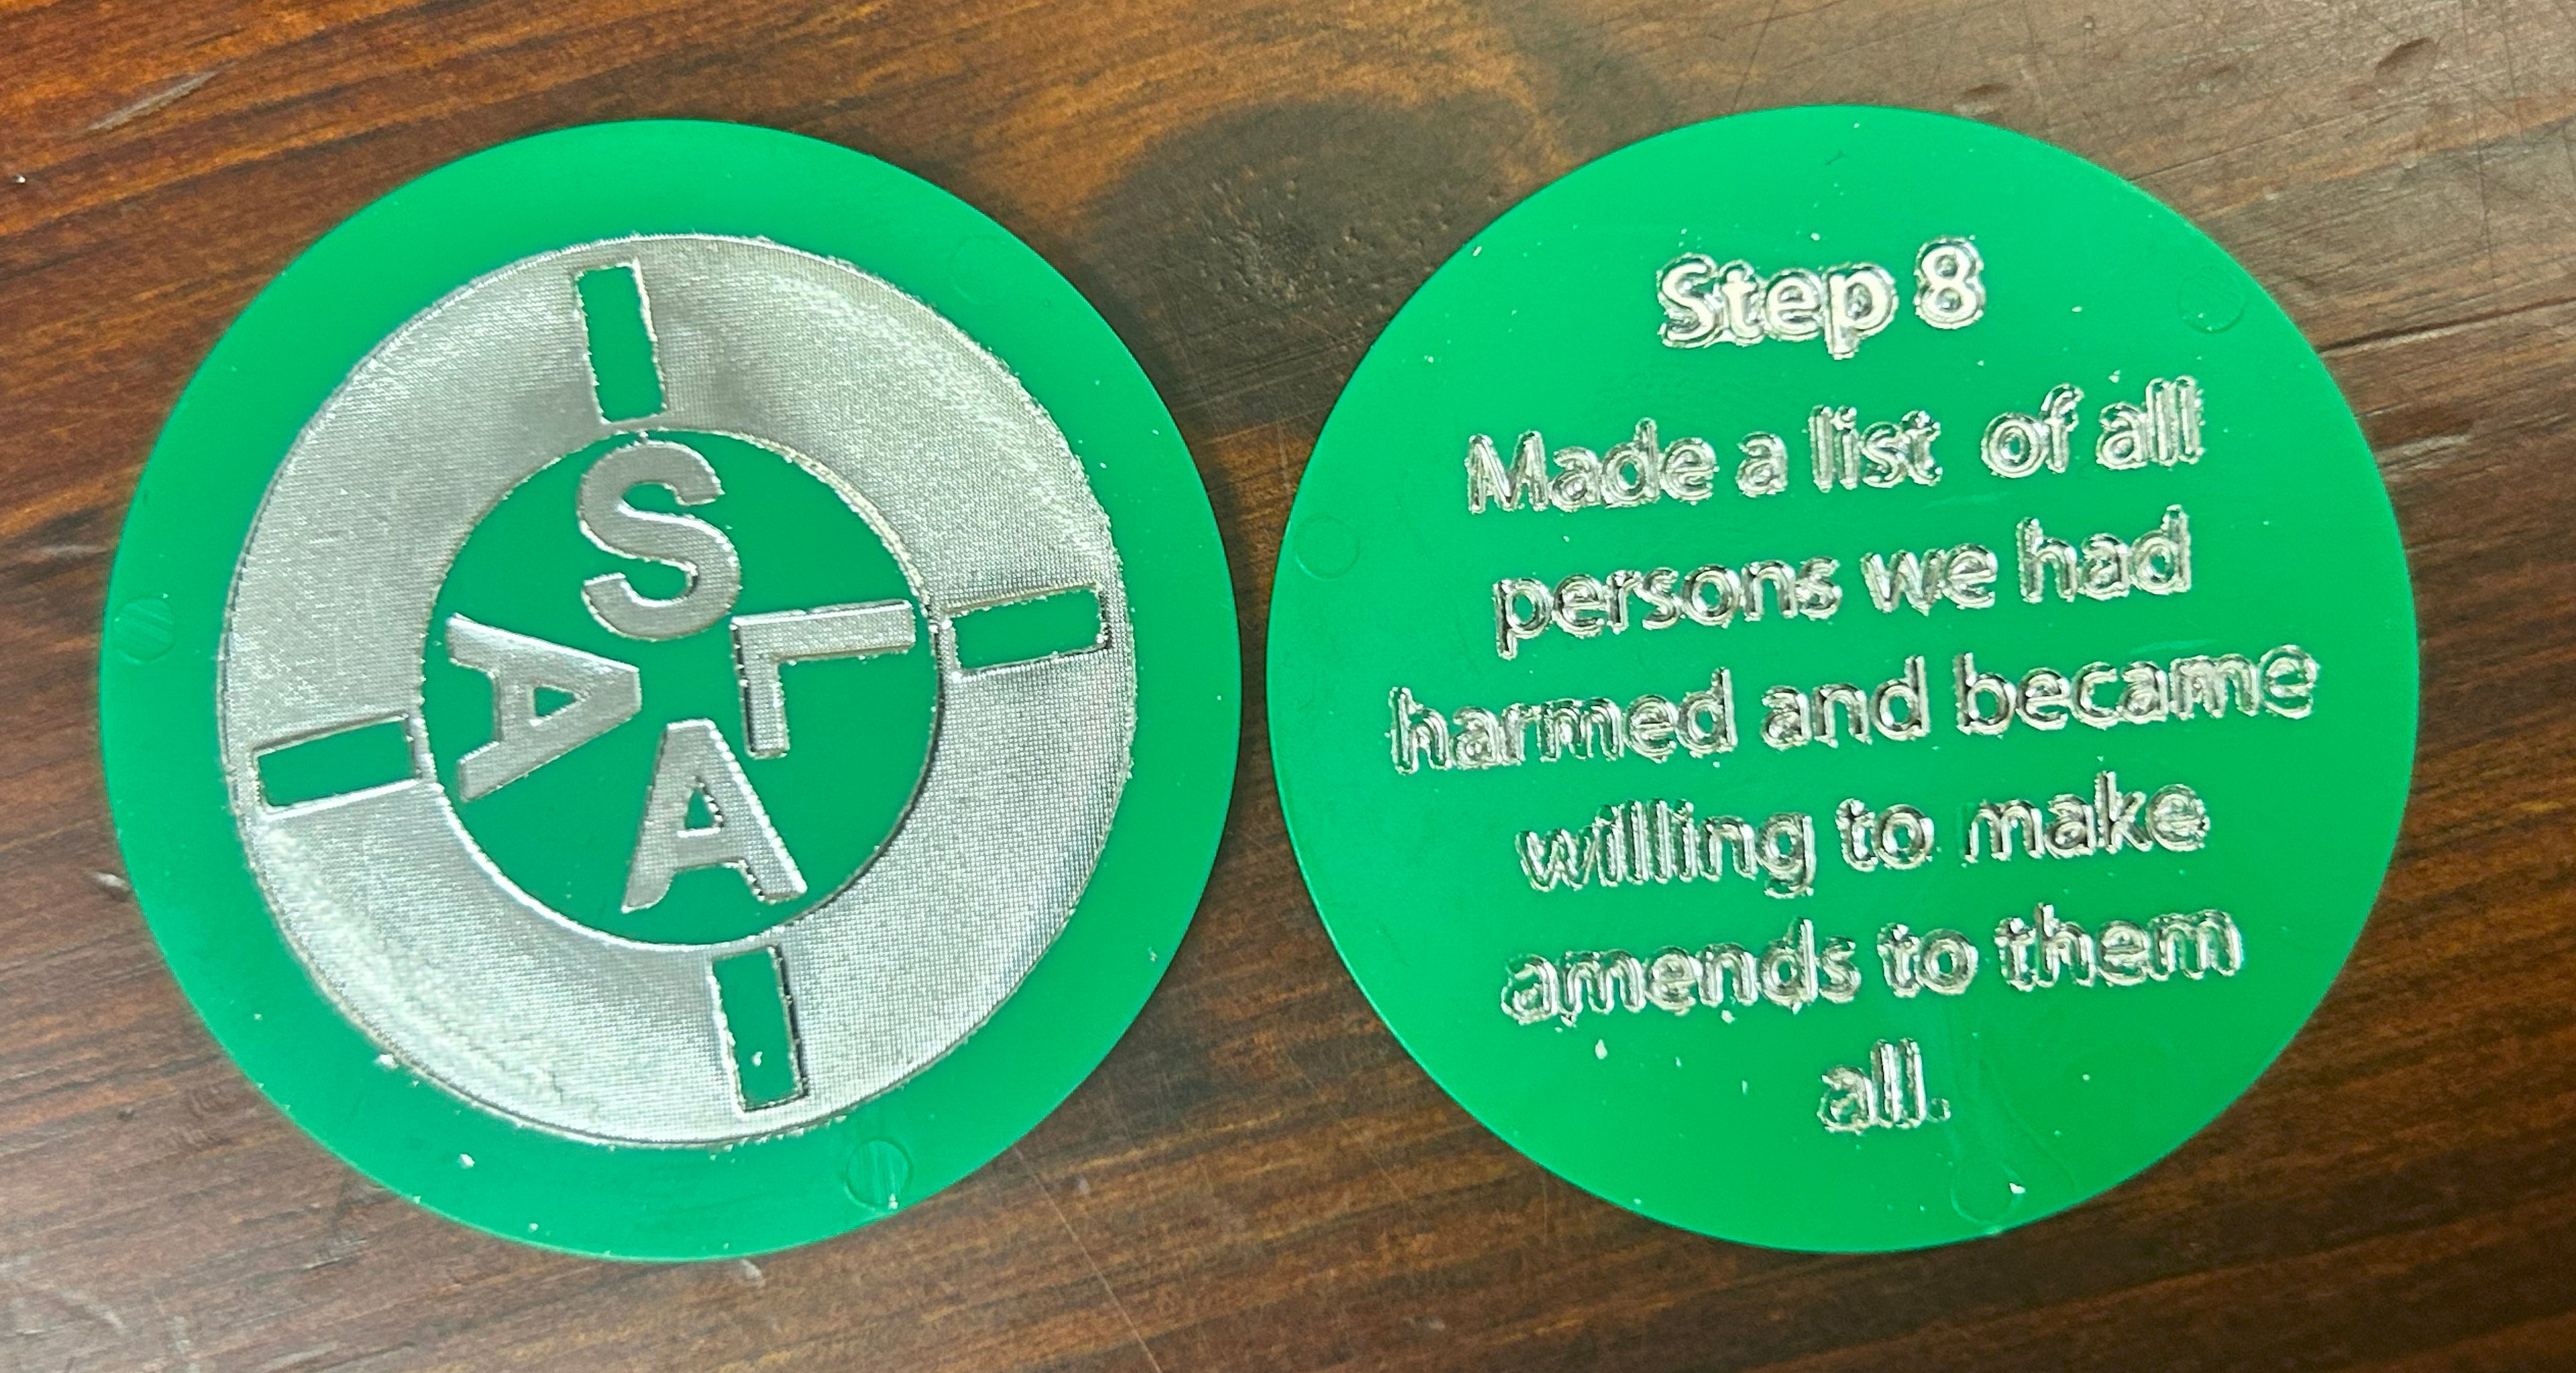 S
L
A
A
Step 8
Made a list of all
persons we had
harmed and became
willing to make
amends to them
all.